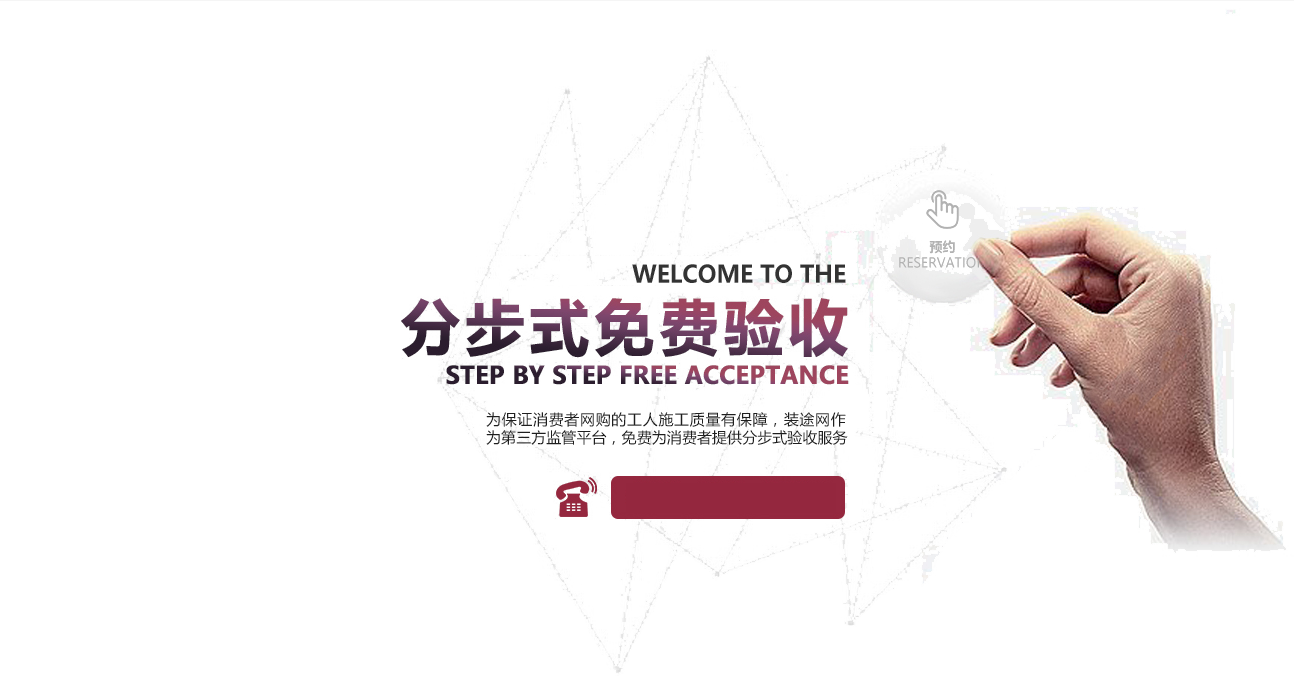 预约
RESERVATION
WELCOME TO THE
分步式免费验收
STEP BY STEP FREE ACCEPTANCE
为保证消费者网购的工人施工质量有保障，装途网作
为第三方监管平台，免费为消费者提供分步式验收服务